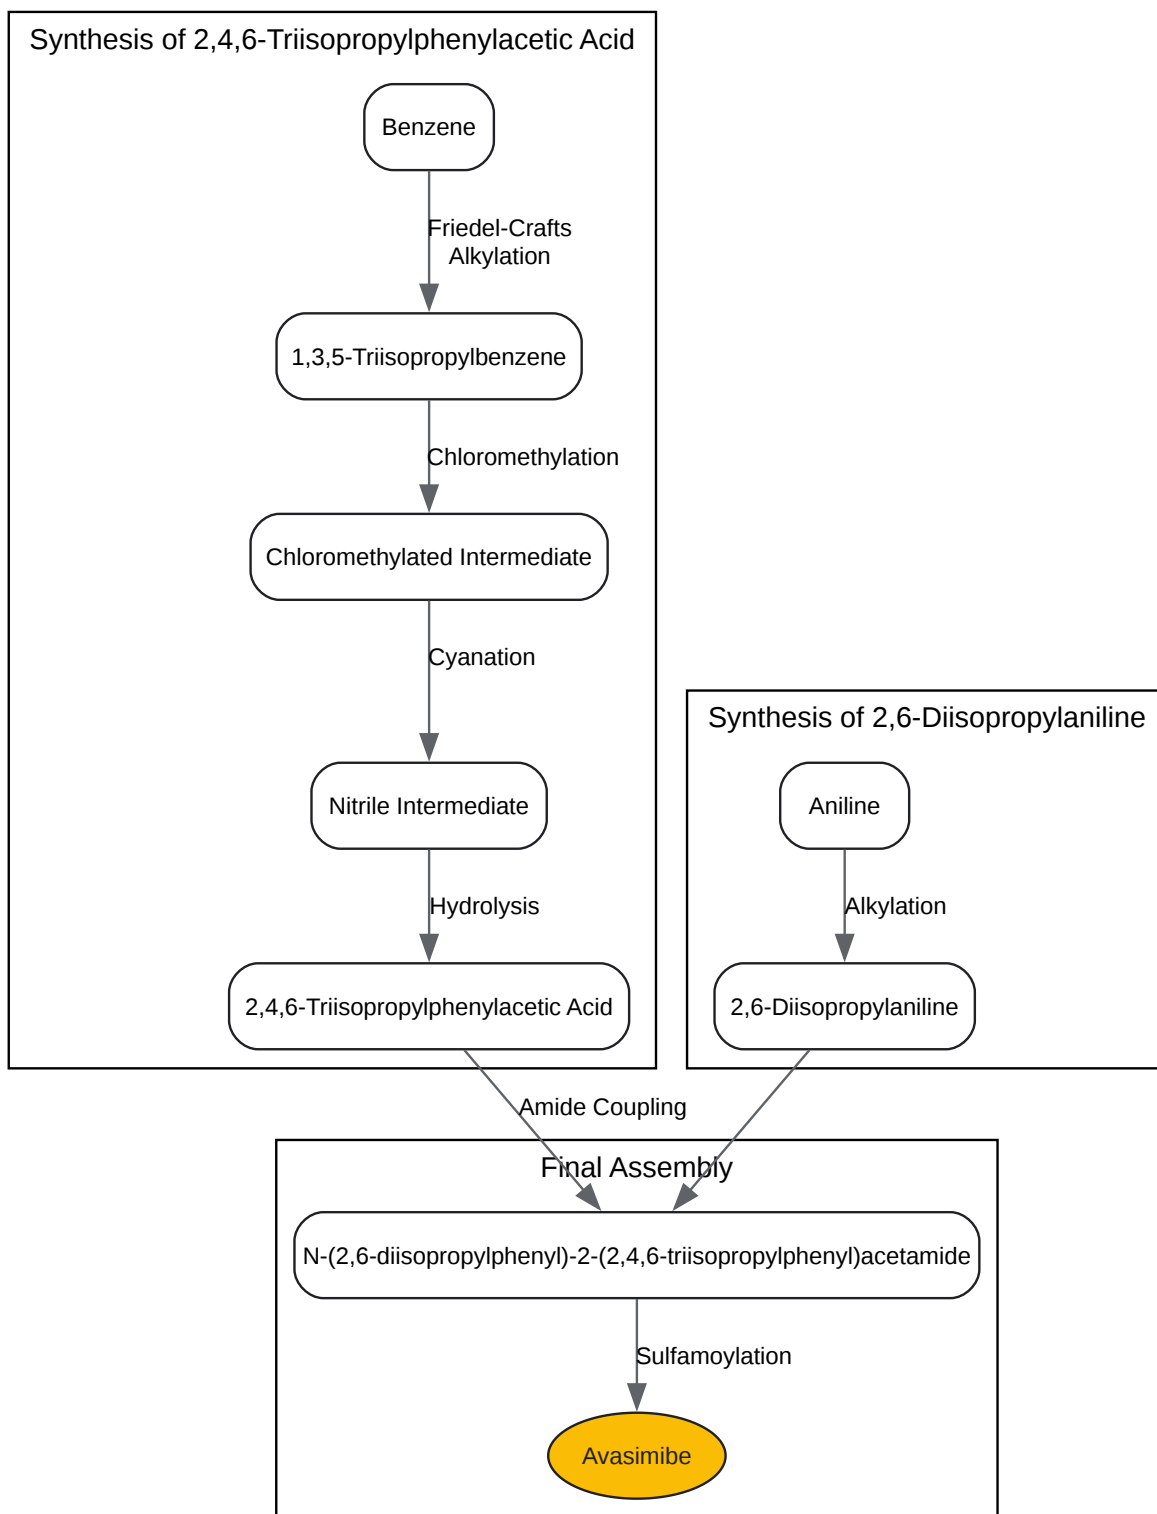 Synthesis of 2,4,6-Triisopropylphenylacetic Acid
Benzene
Friedel-Crafts
Alkylation
1,3,5-Triisopropylbenzene
Chloromethylation
Chloromethylated Intermediate
Cyanation
Nitrile Intermediate
Hydrolysis
2,4,6-Triisopropylphenylacetic Acid
Synthesis of 2,6-Diisopropylaniline
Aniline
Alkylation
2,6-Diisopropylaniline
Amide Coupling
Final Assembly
N-(2,6-diisopropylphenyl)-2-(2,4,6-triisopropylphenyl)acetamide
Sulfamoylation
Avasimibe